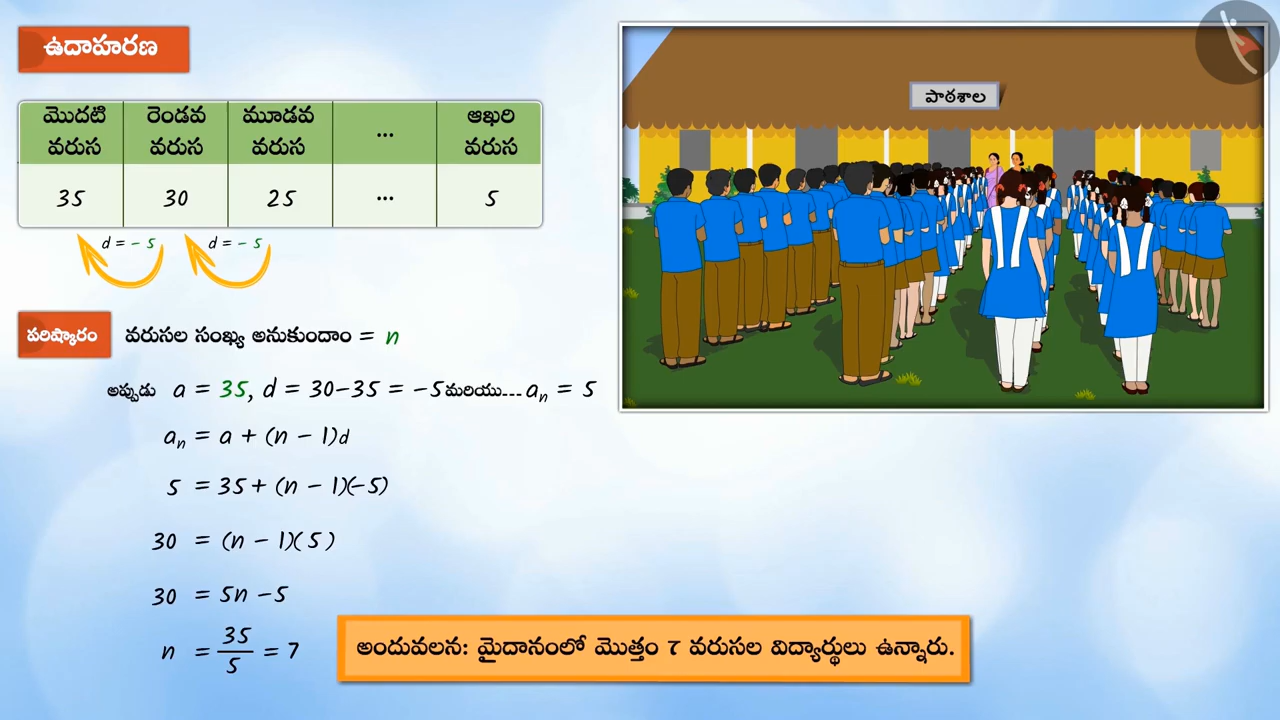 ఉదాహరణ
మొదటి వరుస రెండవ వరుస మూడవ వరుస ... ఆఖరి వరుస
35 30 25 ... 5
d = - 5 d = - 5
పాఠశాల
పరిష్కారం వరుసల సంఖ్య అనుకుందాం = n
అప్పుడు a = 35, d = 30-35 = -5 మరియు--- aₙ = 5
aₙ = a + (n - 1)d
5 = 35 + (n - 1)(-5)
30 = (n - 1)( 5 )
30 = 5n - 5
n = 35/5 = 7
అందువలన: మైదానంలో మొత్తం 7 వరుసల విద్యార్థులు ఉన్నారు.